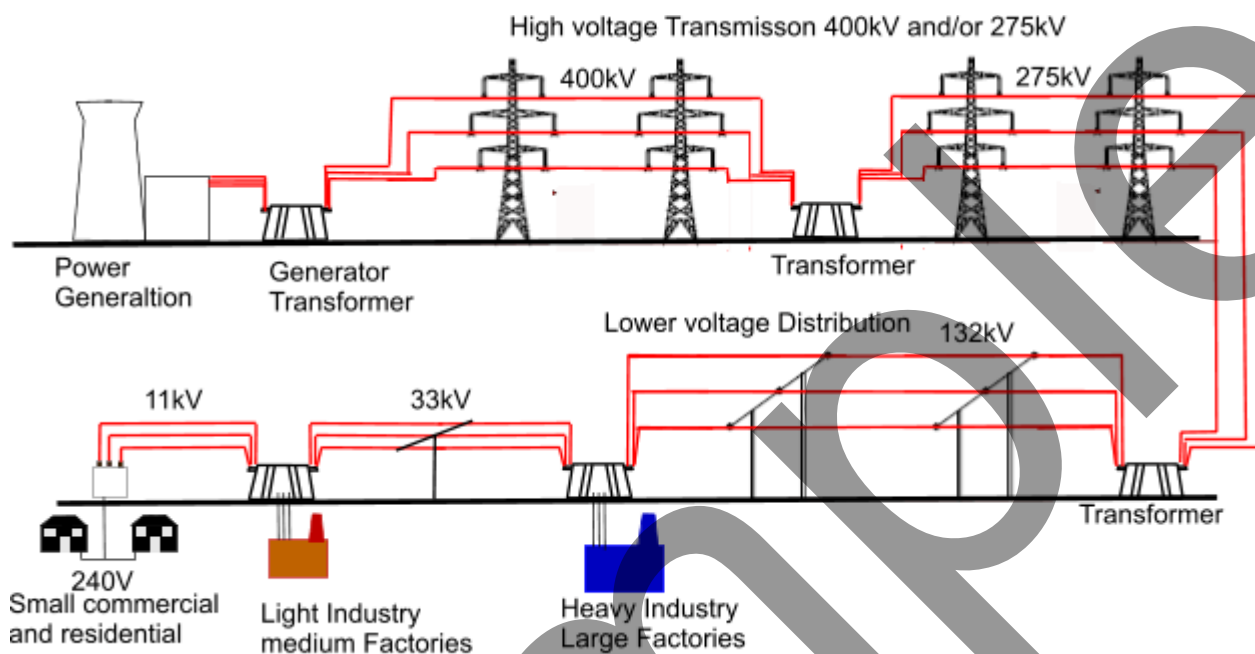 High voltage Transmisson 400kV and/or 275kV
400kV
275kV
Power
Generaltion
Generator
Transformer
Transformer
Lower voltage Distribution
132kV
11kV
33kV
Transformer
240V
Small commercial
and residential
Light Industry
medium Factories
Heavy Industry
Large Factories